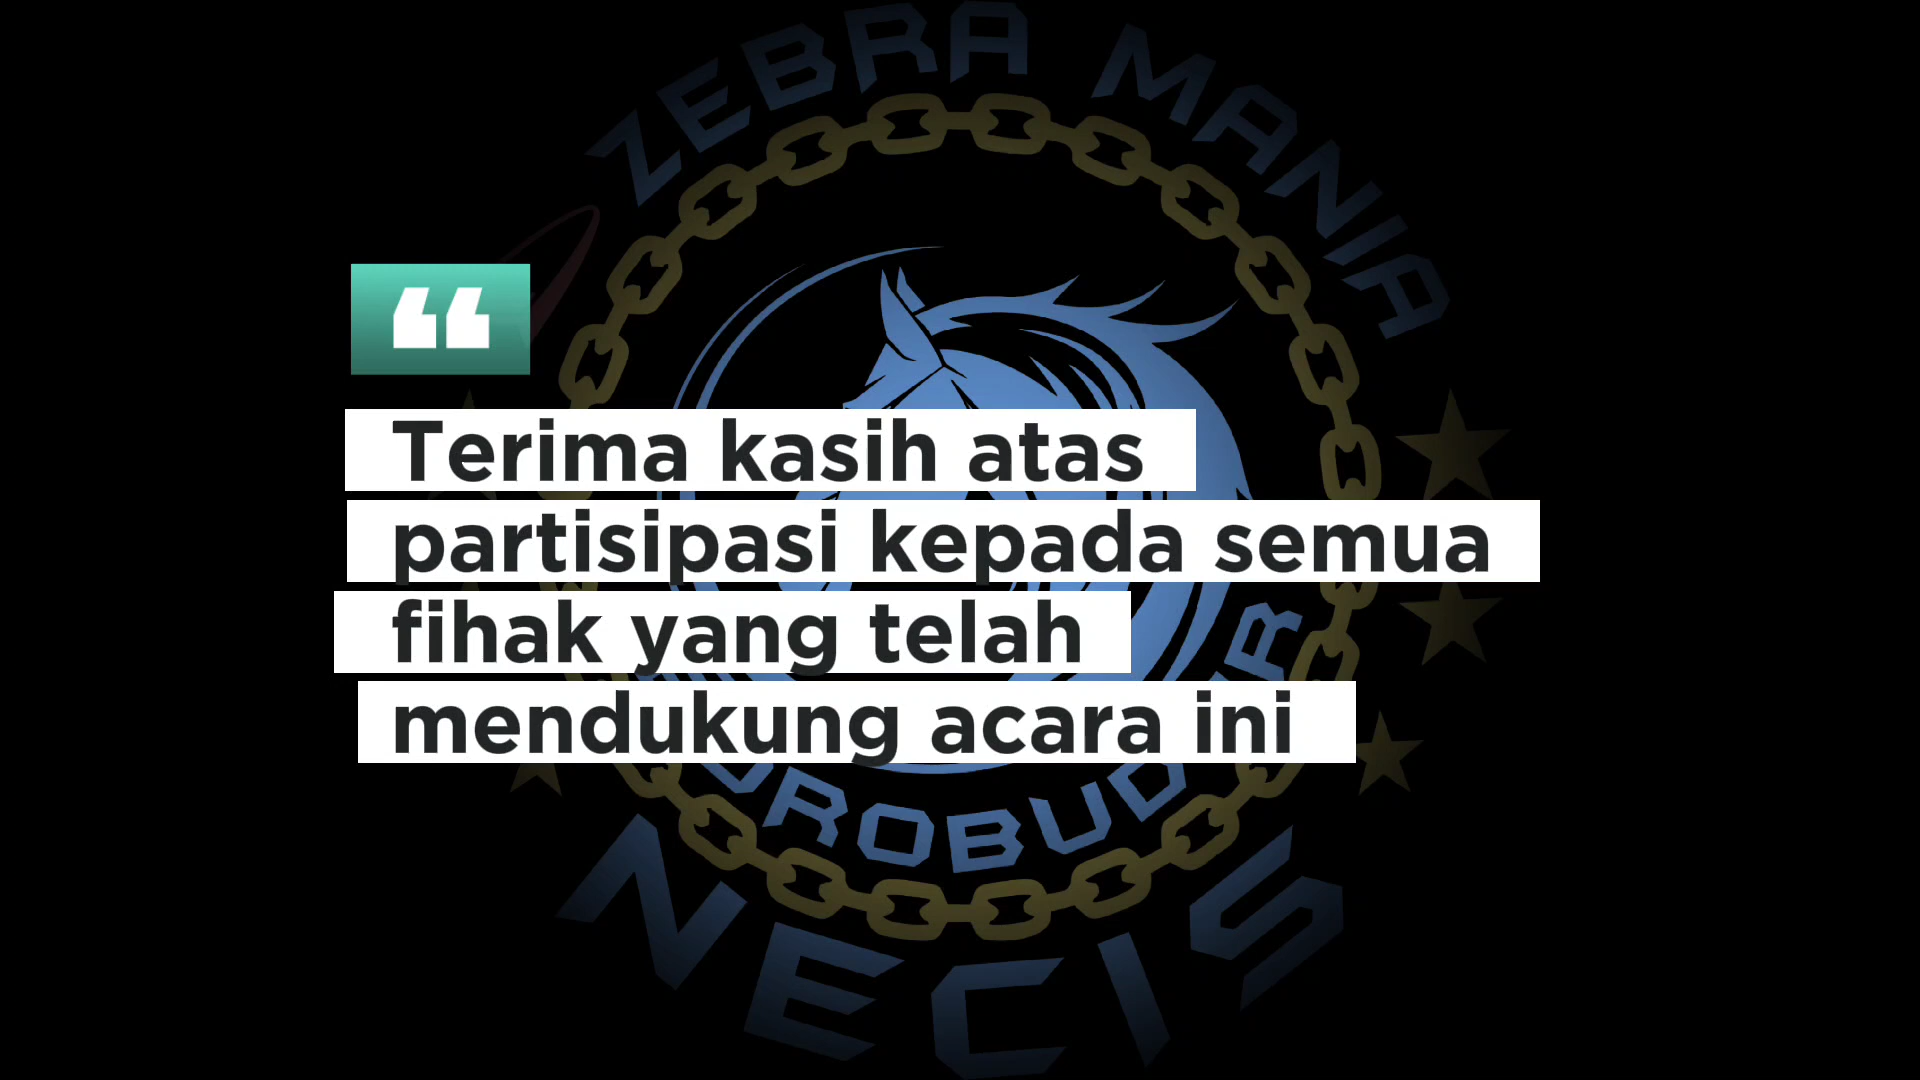 ZEBRA MANIA
“
Terima kasih atas
partisipasi kepada semua
fihak yang telah
mendukung acara ini
NECIS